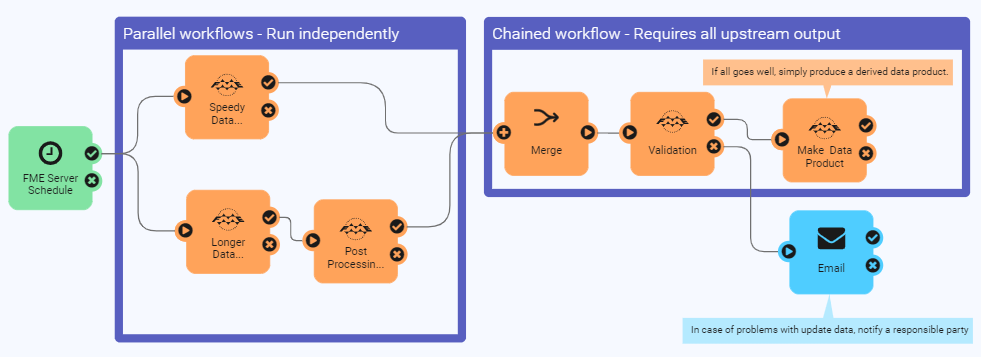 Parallel workflows - Run independently
Chained workflow - Requires all upstream output
If all goes well, simply produce a derived data product.
Speedy
Data...
Merge
Validation
Make Data
Product
FME Server
Schedule
Longer
Data...
Post
Processin...
Email
In case of problems with update data, notify a responsible party